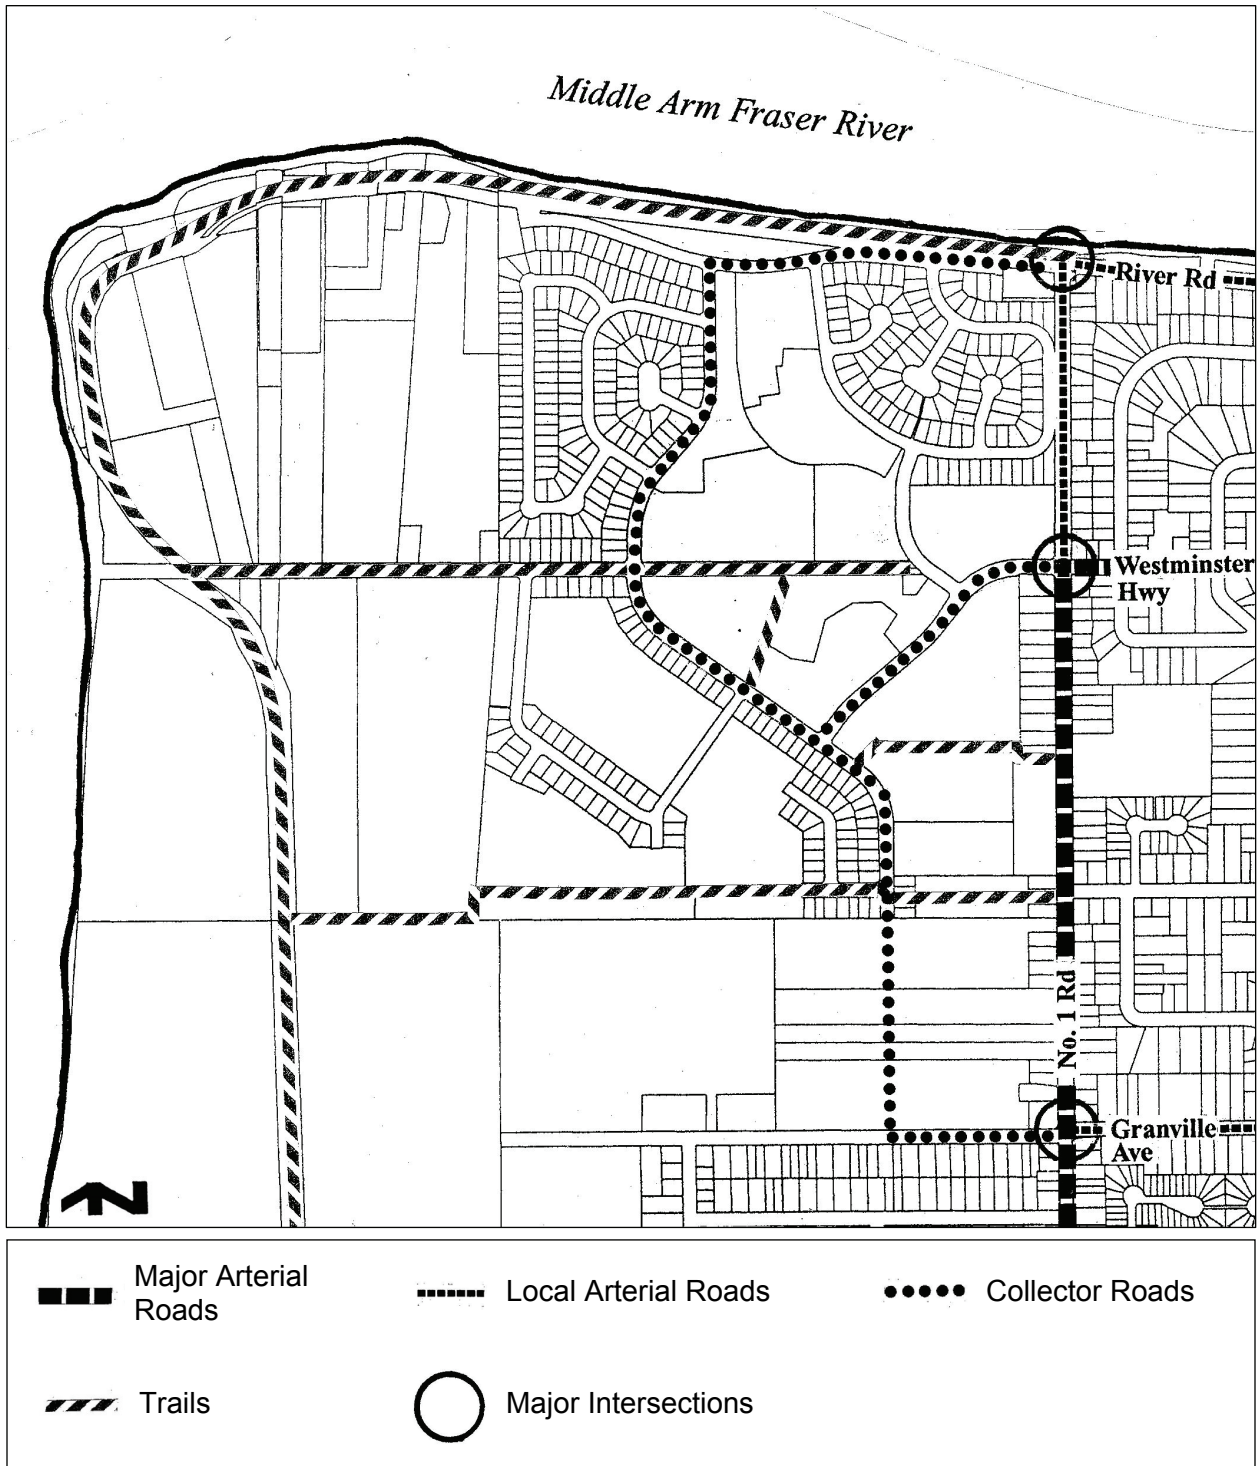 Middle Arm Fraser River
River Rd
Westminster
Hwy
No. 1 Rd
Granville
Ave
N
Major Arterial
Roads
Local Arterial Roads
Collector Roads
Trails
Major Intersections